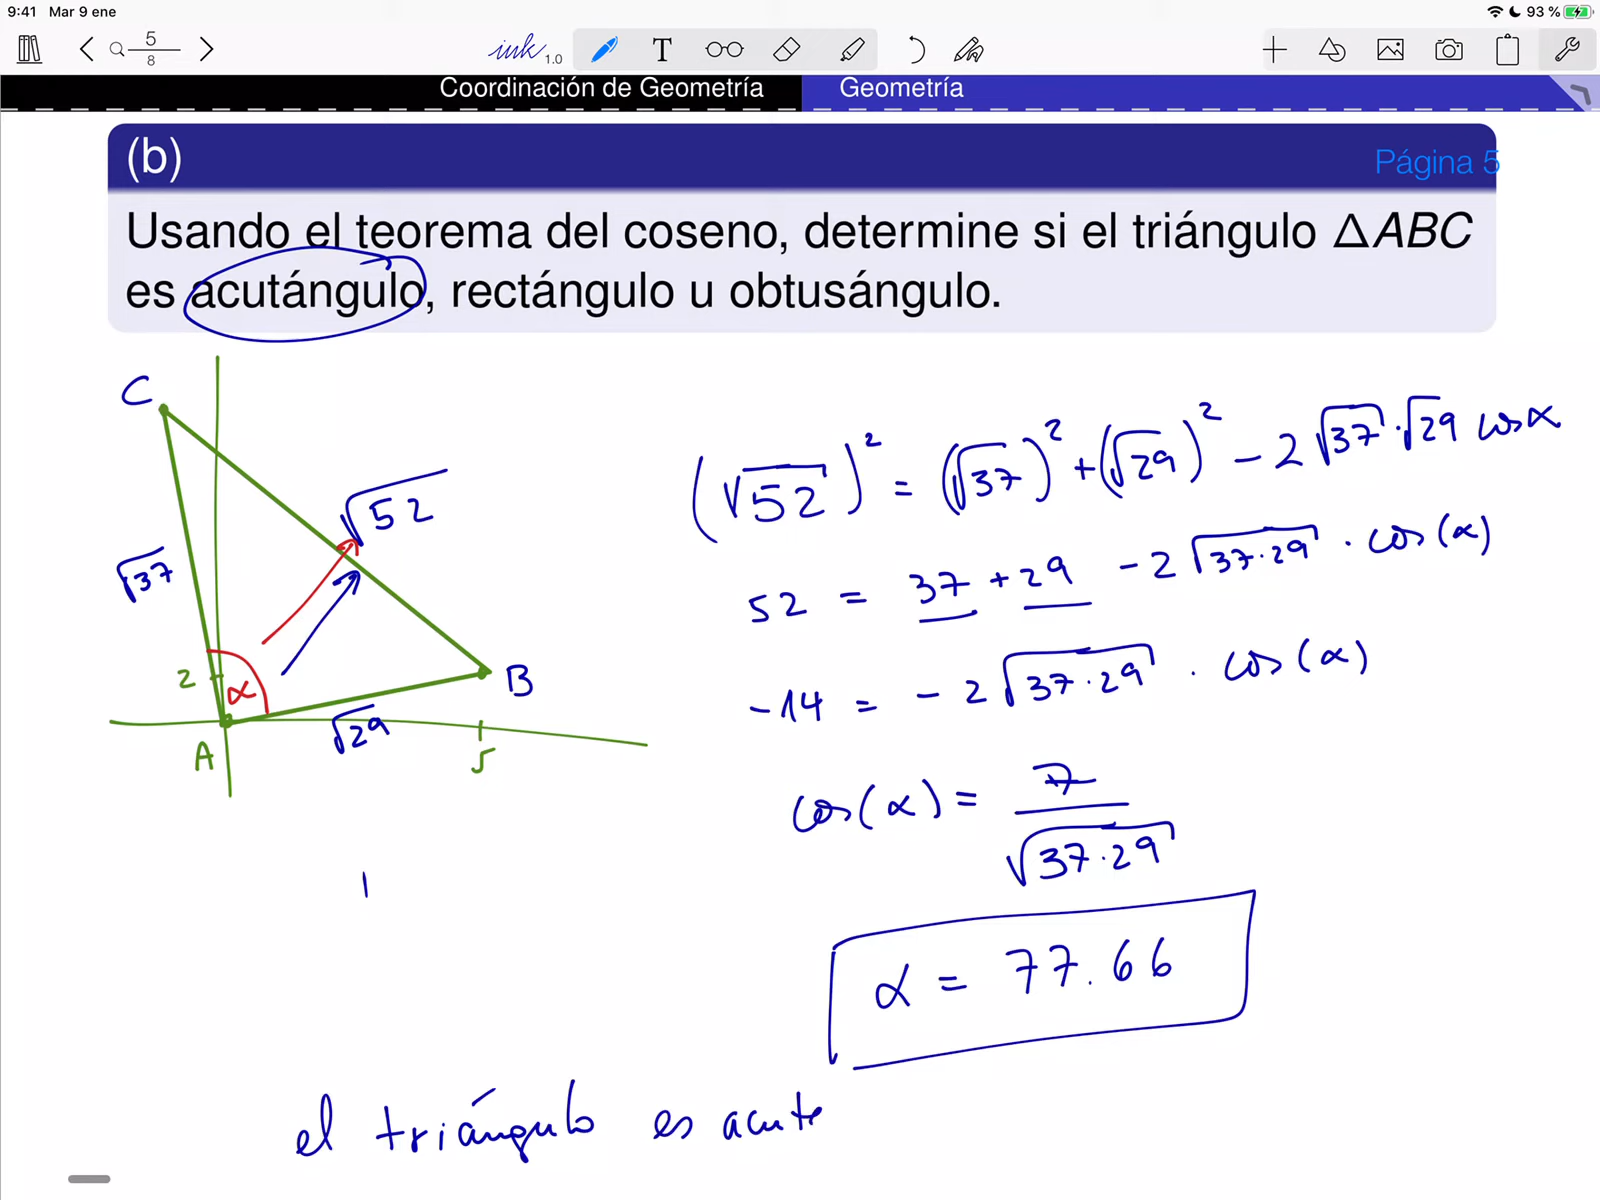 9:41 Mar 9 ene 93 %
5
8
ink 1.0 T
Coordinación de Geometría Geometría
(b) Página 5
Usando el teorema del coseno, determine si el triángulo △ABC
es acutángulo, rectángulo u obtusángulo.
C
√52
√37
2
α
B
√29
A
5
(√52)² = (√37)² + (√29)² − 2√37 · √29 cos α
52 = 37 + 29 − 2√37·29 · cos(α)
−14 = − 2√37·29 · cos(α)
cos(α) = 7
√37·29
α = 77.66
el triángulo es acute